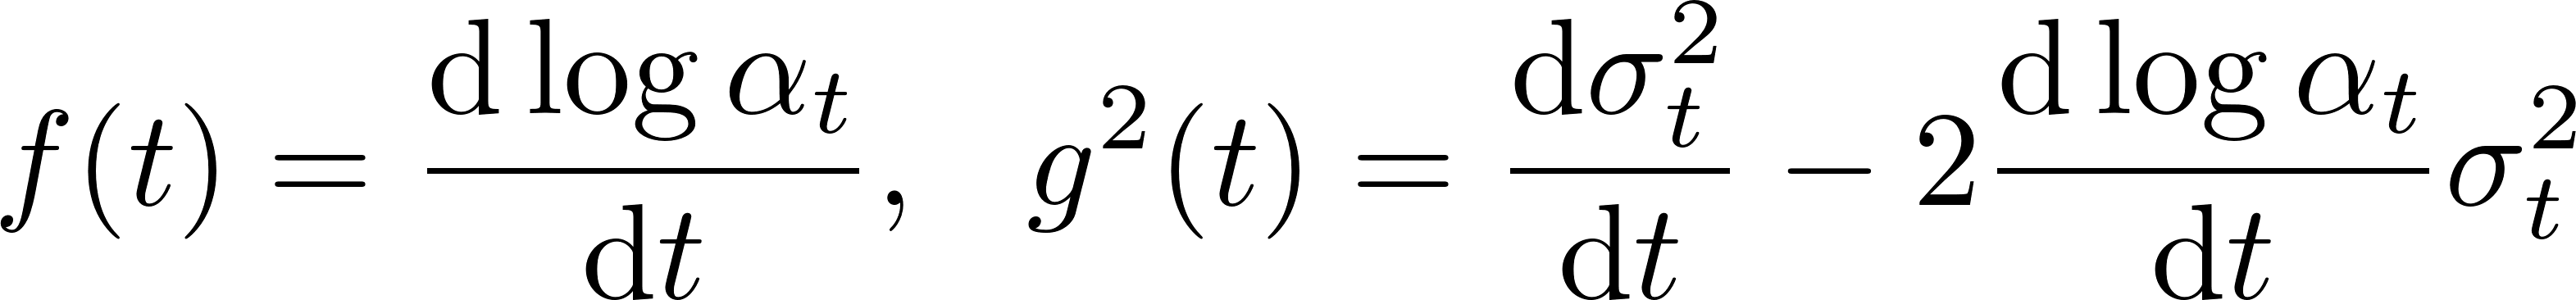 f(t) = \frac{\mathrm{d} \log \alpha_t}{\mathrm{d}t}, \quad g^2(t) = \frac{\mathrm{d}\sigma_t^2}{\mathrm{d}t} - 2\frac{\mathrm{d} \log \alpha_t}{\mathrm{d}t}\sigma_t^2